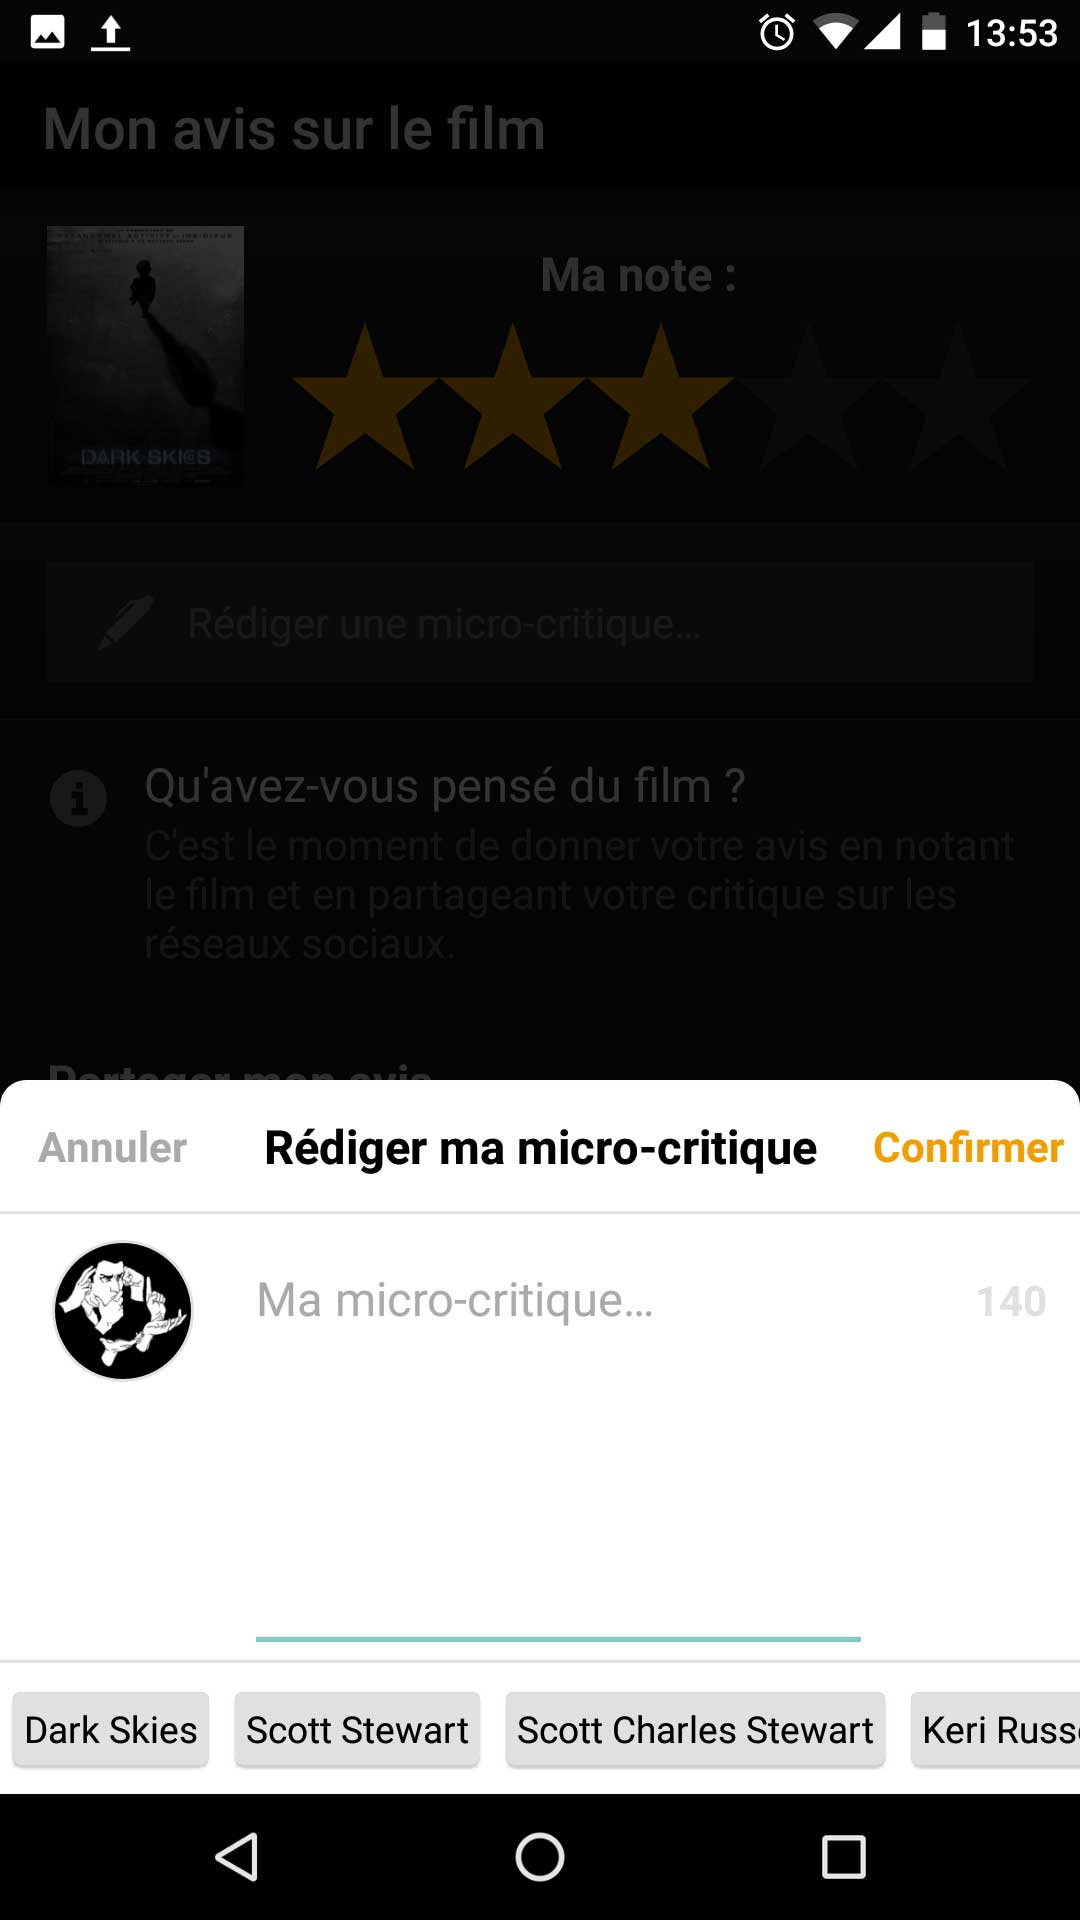 13:53
Mon avis sur le film
DARK SKIES
Ma note :
Rédiger une micro-critique…
Qu'avez-vous pensé du film ?
C'est le moment de donner votre avis en notant
le film et en partageant votre critique sur les
réseaux sociaux.
Partager mon avis
Annuler
Rédiger ma micro-critique
Confirmer
Ma micro-critique…
140
Dark Skies
Scott Stewart
Scott Charles Stewart
Keri